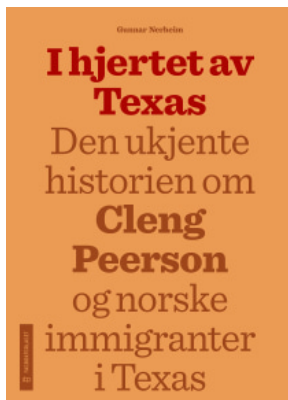 Gunnar Nerheim
I hjertet av
Texas
Den ukjente
historien om
Cleng
Peerson
og norske
immigranter
i Texas